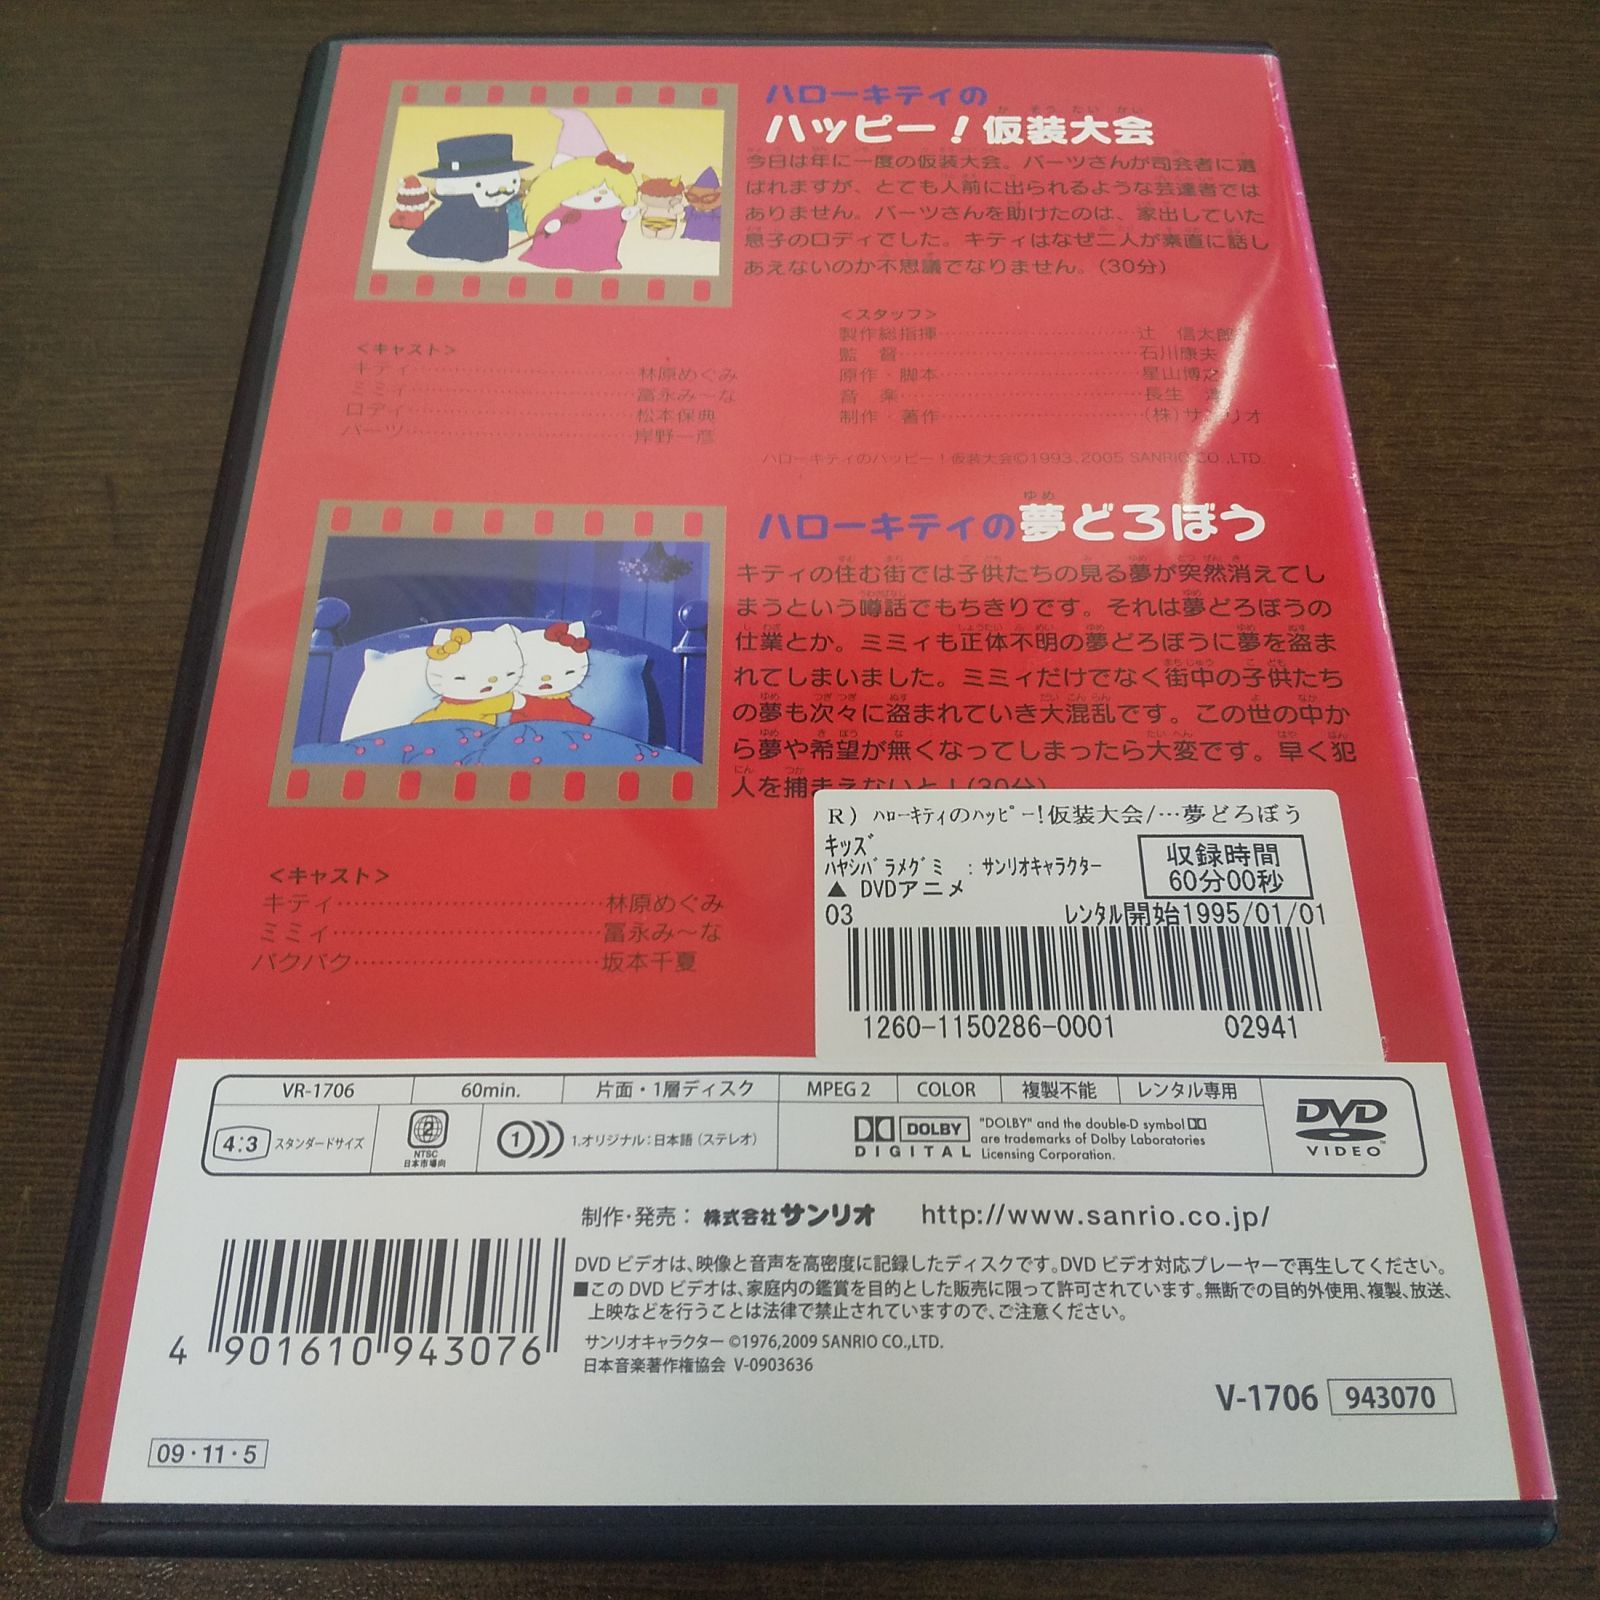 ハローキティの
ハッピー！仮装大会
か そう たい かい
今日は年に一度の仮装大会。パーツさんが司会者に選
ばれますが、とても人前に出られるような芸達者では
ありません。パーツさんを助けたのは、家出していた
息子のロディでした。キティはなぜ二人が素直に話し
あえないのか不思議でなりません。(30分)
＜キャスト＞
キティ……………………林原めぐみ
ミミィ……………………冨永み〜な
ロディ……………………松本保典
パーツ……………………岸野一彦
＜スタッフ＞
製作総指揮……………………辻 信太郎
監 督……………………石川康夫
原作・脚本……………………星山博之
音 楽……………………長生
制作・著作……………………(株)サンリオ
ハローキティのハッピー！仮装大会©1993,2005 SANRIO CO.,LTD.
ゆめ
ハローキティの夢どろぼう
キティの住む街では子供たちの見る夢が突然消えてし
まうという噂話でもちきりです。それは夢どろぼうの
仕業とか。ミミィも正体不明の夢どろぼうに夢を盗ま
れてしまいました。ミミィだけでなく街中の子供たち
の夢も次々に盗まれていき大混乱です。この世の中か
ら夢や希望が無くなってしまったら大変です。早く犯
人を捕まえないと！(30分)
＜キャスト＞
キティ……………………林原めぐみ
ミミィ……………………冨永み〜な
バクバク……………………坂本千夏
R) ﾊﾛｰｷﾃｨのﾊｯﾋﾟｰ!仮装大会/…夢どろぼう
ｷｯｽﾞ
ﾊﾔｼﾊﾞﾗﾒｸﾞﾐ : ｻﾝﾘｵｷｬﾗｸﾀｰ
▲ DVDアニメ
収録時間
60分00秒
03 ﾚﾝﾀﾙ開始1995/01/01
1260-1150286-0001 02941
VR-1706 60min. 片面・1層ディスク MPEG 2 COLOR 複製不能 レンタル専用
4:3 スタンダードサイズ
2
NTSC
日本市場向
1 1.オリジナル：日本語（ステレオ）
DOLBY
DIGITAL
"DOLBY" and the double-D symbol
are trademarks of Dolby Laboratories
Licensing Corporation.
DVD
VIDEO
制作・発売： 株式会社サンリオ http://www.sanrio.co.jp/
DVD ビデオは、映像と音声を高密度に記録したディスクです。DVD ビデオ対応プレーヤーで再生してください。
■この DVD ビデオは、家庭内の鑑賞を目的とした販売に限って許可されています。無断での目的外使用、複製、放送、
上映などを行うことは法律で禁止されていますので、ご注意ください。
サンリオキャラクター ©1976,2009 SANRIO CO.,LTD.
日本音楽著作権協会 V-0903636
4 901610 943076
V-1706 943070
09・11・5